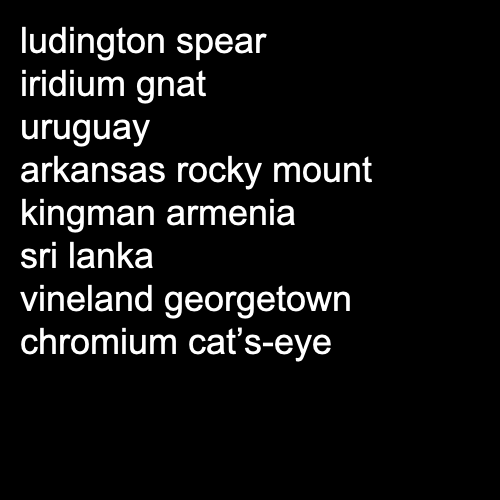 ludington spear
iridium gnat
uruguay
arkansas rocky mount
kingman armenia
sri lanka
vineland georgetown
chromium cat’s-eye